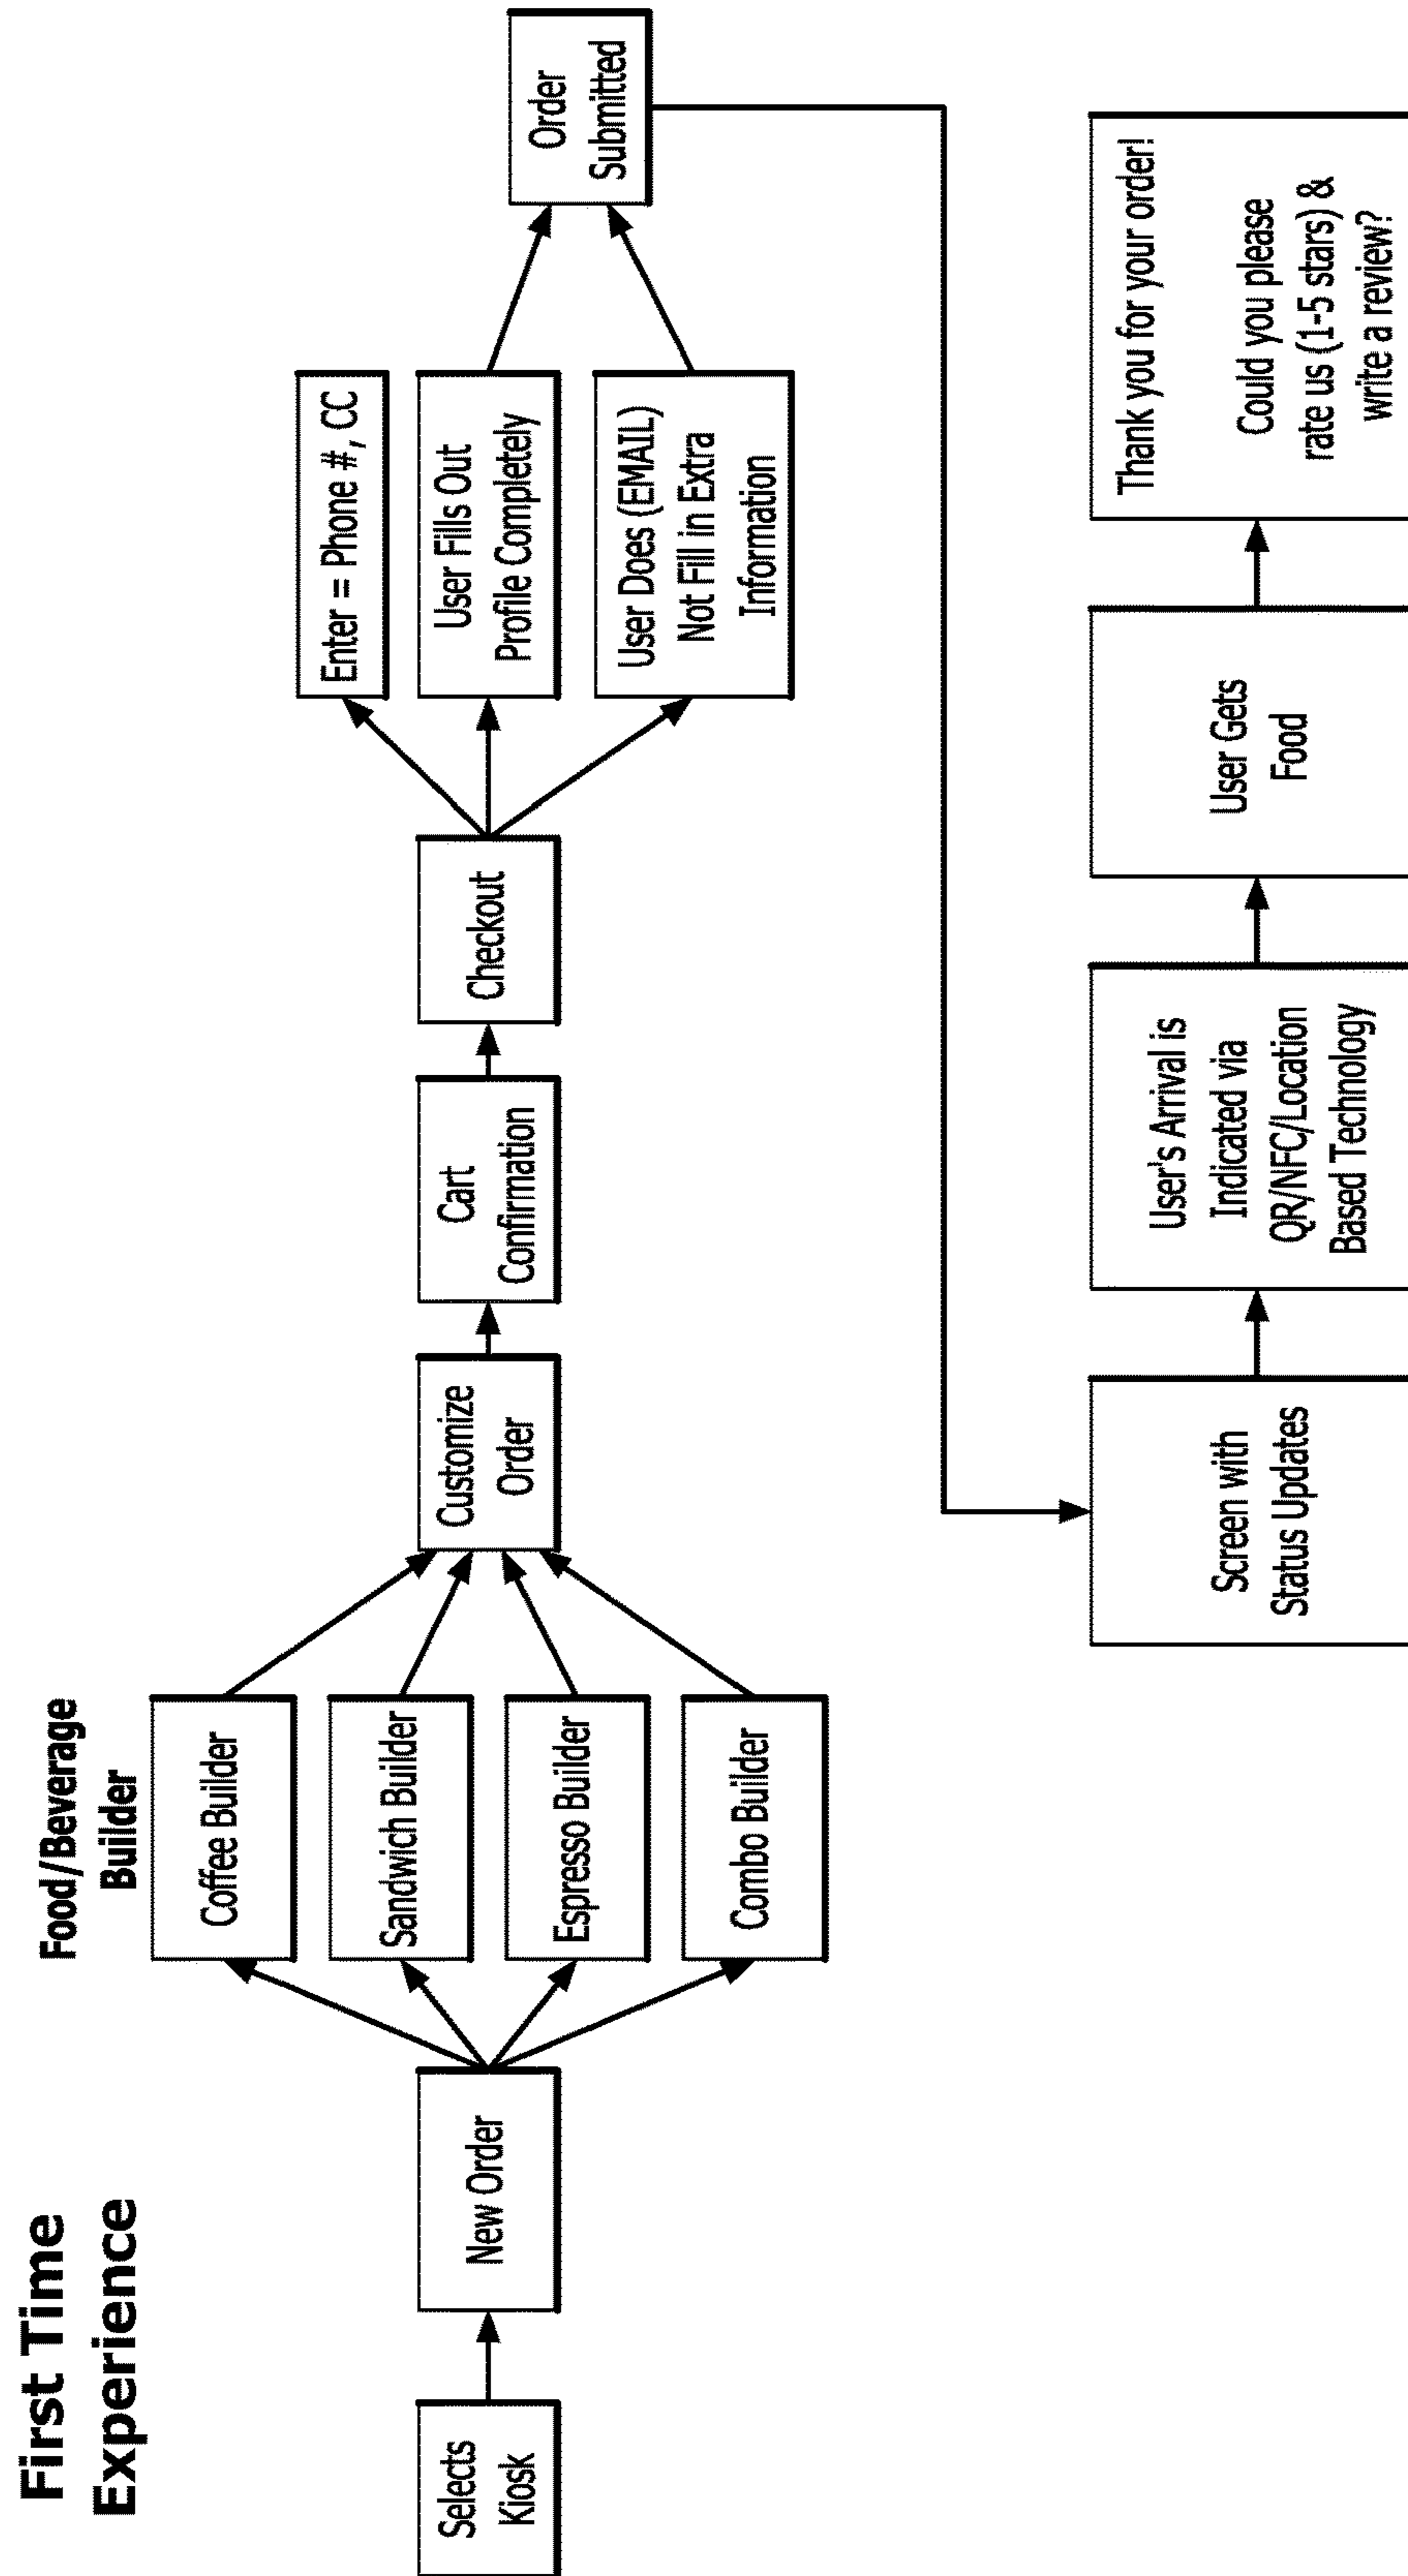 First Time
Experience
Selects
Kiosk
New Order
Food/Beverage
Builder
Coffee Builder
Sandwich Builder
Espresso Builder
Combo Builder
Customize
Order
Cart
Confirmation
Checkout
Enter = Phone #, CC
User Fills Out
Profile Completely
User Does (EMAIL)
Not Fill in Extra
Information
Order
Submitted
Screen with
Status Updates
User's Arrival is
Indicated via
QR/NFC/Location
Based Technology
User Gets
Food
Thank you for your order!
Could you please
rate us (1-5 stars) &
write a review?